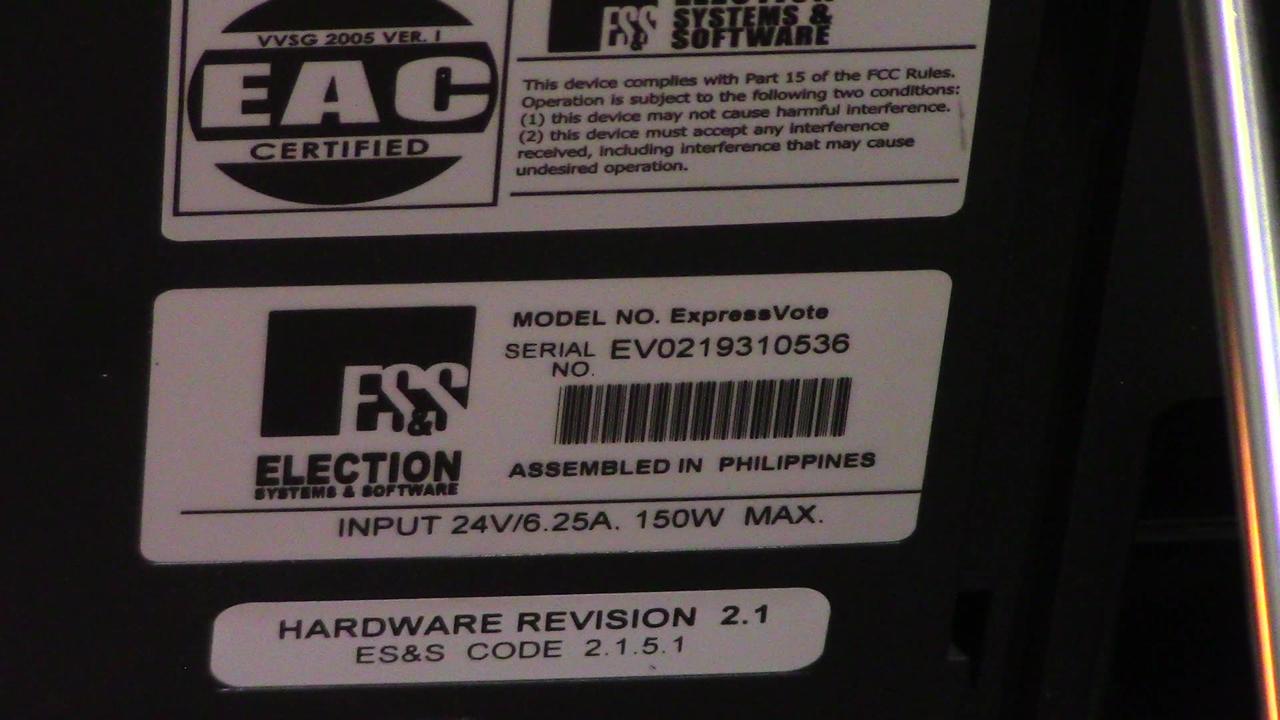 VVSG 2005 VER. I
EAC
CERTIFIED
ES&S
ELECTION
SYSTEMS &
SOFTWARE
This device complies with Part 15 of the FCC Rules.
Operation is subject to the following two conditions:
(1) this device may not cause harmful interference.
(2) this device must accept any interference
received, including interference that may cause
undesired operation.
ES&S
ELECTION
SYSTEMS & SOFTWARE
MODEL NO. ExpressVote
SERIAL NO. EV0219310536
ASSEMBLED IN PHILIPPINES
INPUT 24V/6.25A. 150W MAX.
HARDWARE REVISION 2.1
ES&S CODE 2.1.5.1